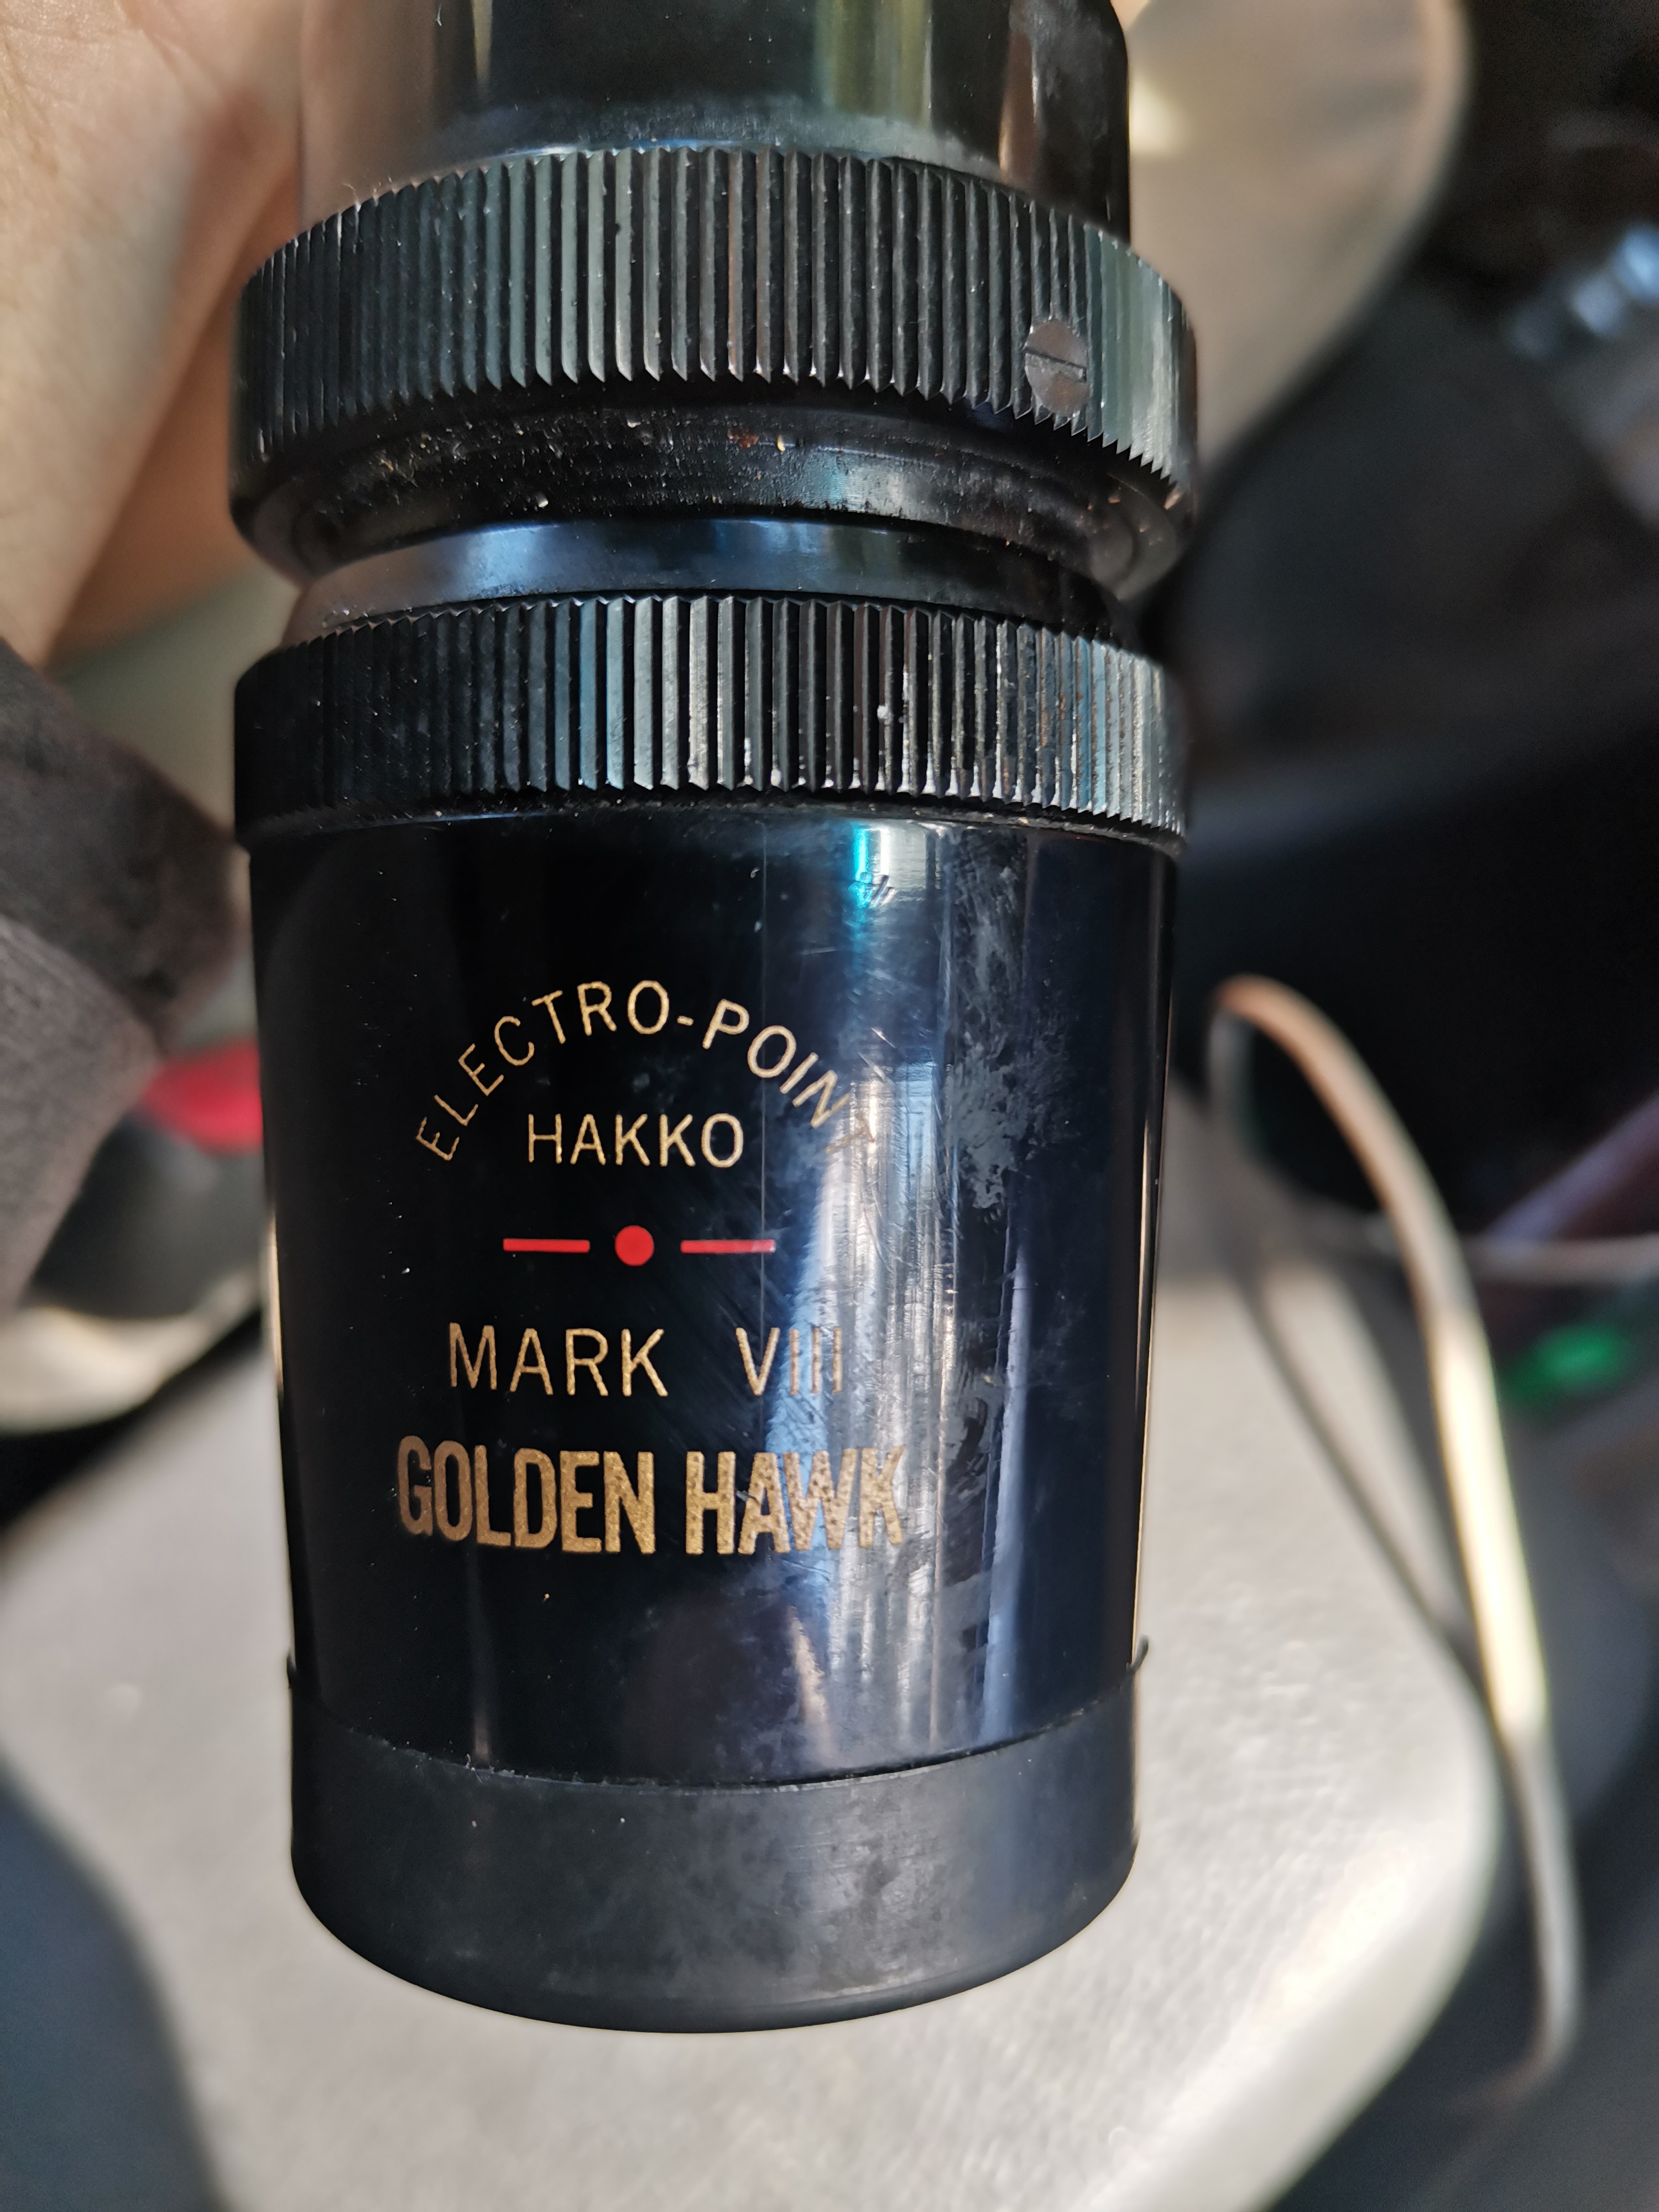 ELECTRO-POINT
HAKKO
MARK VIII
GOLDEN HAWK